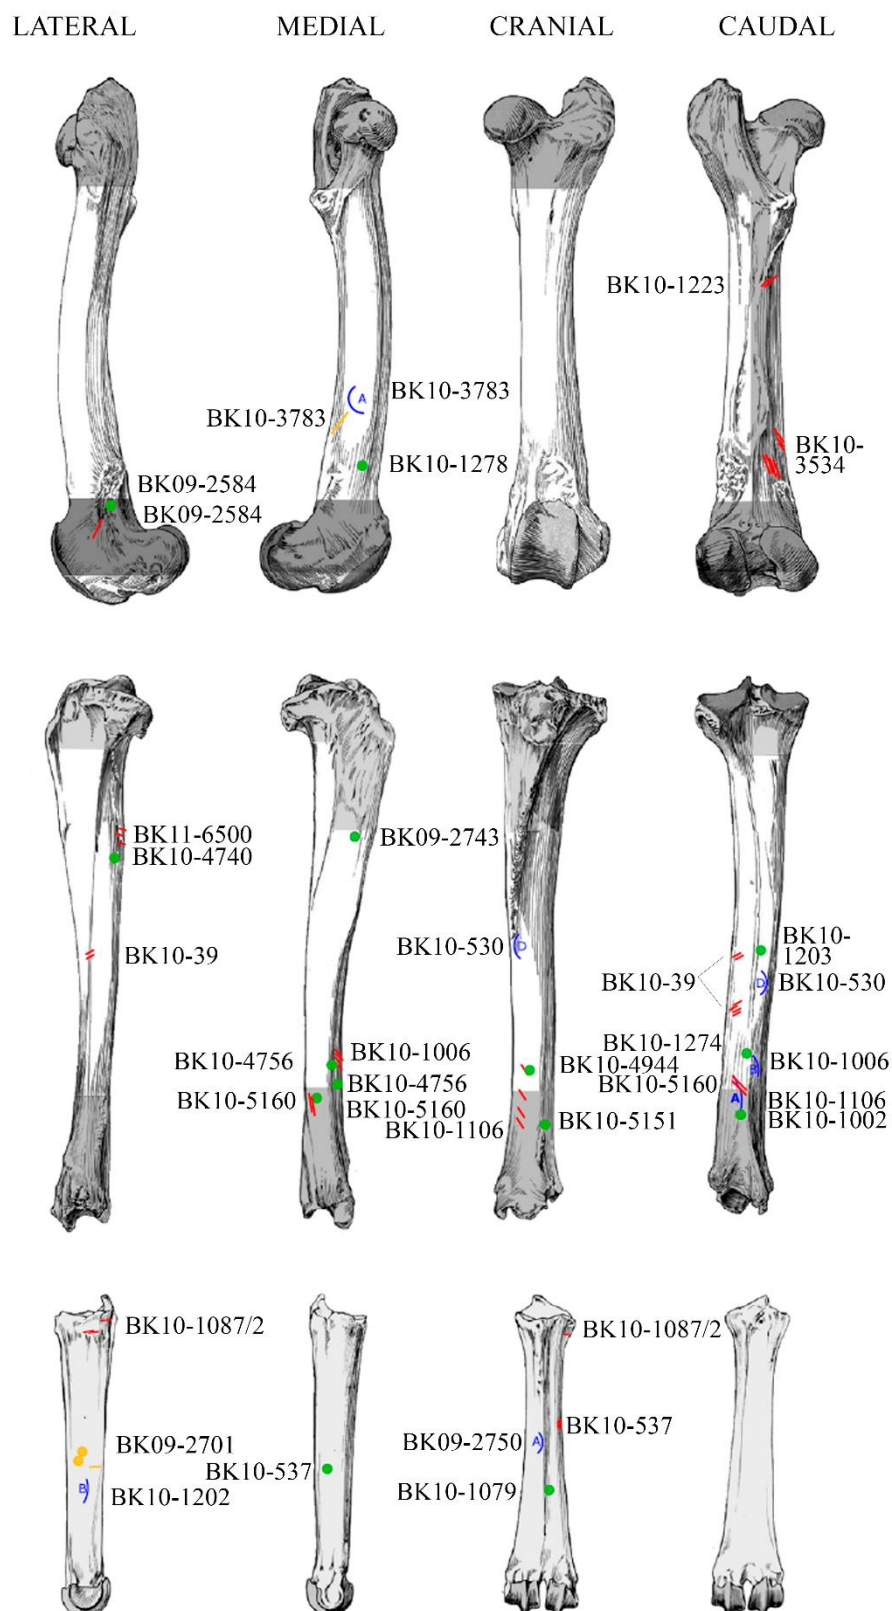 LATERAL MEDIAL CRANIAL CAUDAL
BK10-1223
BK10-3783
A
BK10-3783
BK10-1278
BK10-
3534
BK09-2584
BK09-2584
BK11-6500
BK10-4740
BK09-2743
BK10-39
BK10-530
D
BK10-
1203
BK10-39
D
BK10-530
BK10-4756
BK10-1006
BK10-4756
BK10-5160
BK10-5160
BK10-4944
BK10-1106
BK10-5151
BK10-1274
B
BK10-1006
BK10-5160
A
BK10-1106
BK10-1002
BK10-1087/2
BK10-1087/2
BK10-537
BK09-2701
BK09-2750
A
BK10-537
B
BK10-1202
BK10-1079